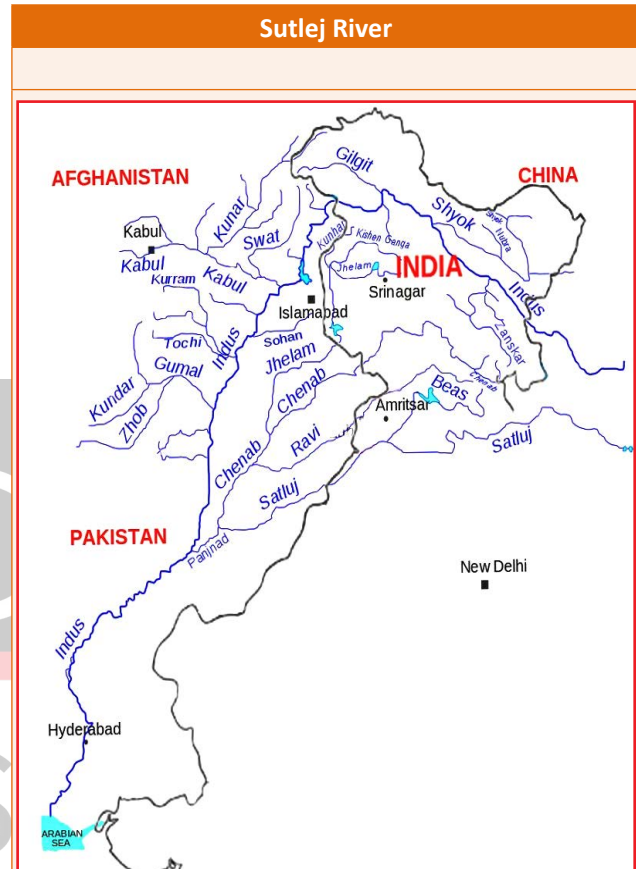 Sutlej River
AFGHANISTAN
CHINA
Gilgit
Kunar
Swat
Shyok
Shyok
Nubra
Kabul
Kabul
Kabul
Kurram
Kunhar
Kishen Ganga
Jhelam
INDIA
Srinagar
Indus
Islamabad
Zanskar
Tochi
Gumal
Indus
Sohan
Jhelam
Chenab
Chenab
Beas
Kundar
Zhob
Amritsar
Chenab
Ravi
Satluj
Satluj
PAKISTAN
Panjnad
New Delhi
Indus
Hyderabad
ARABIAN
SEA